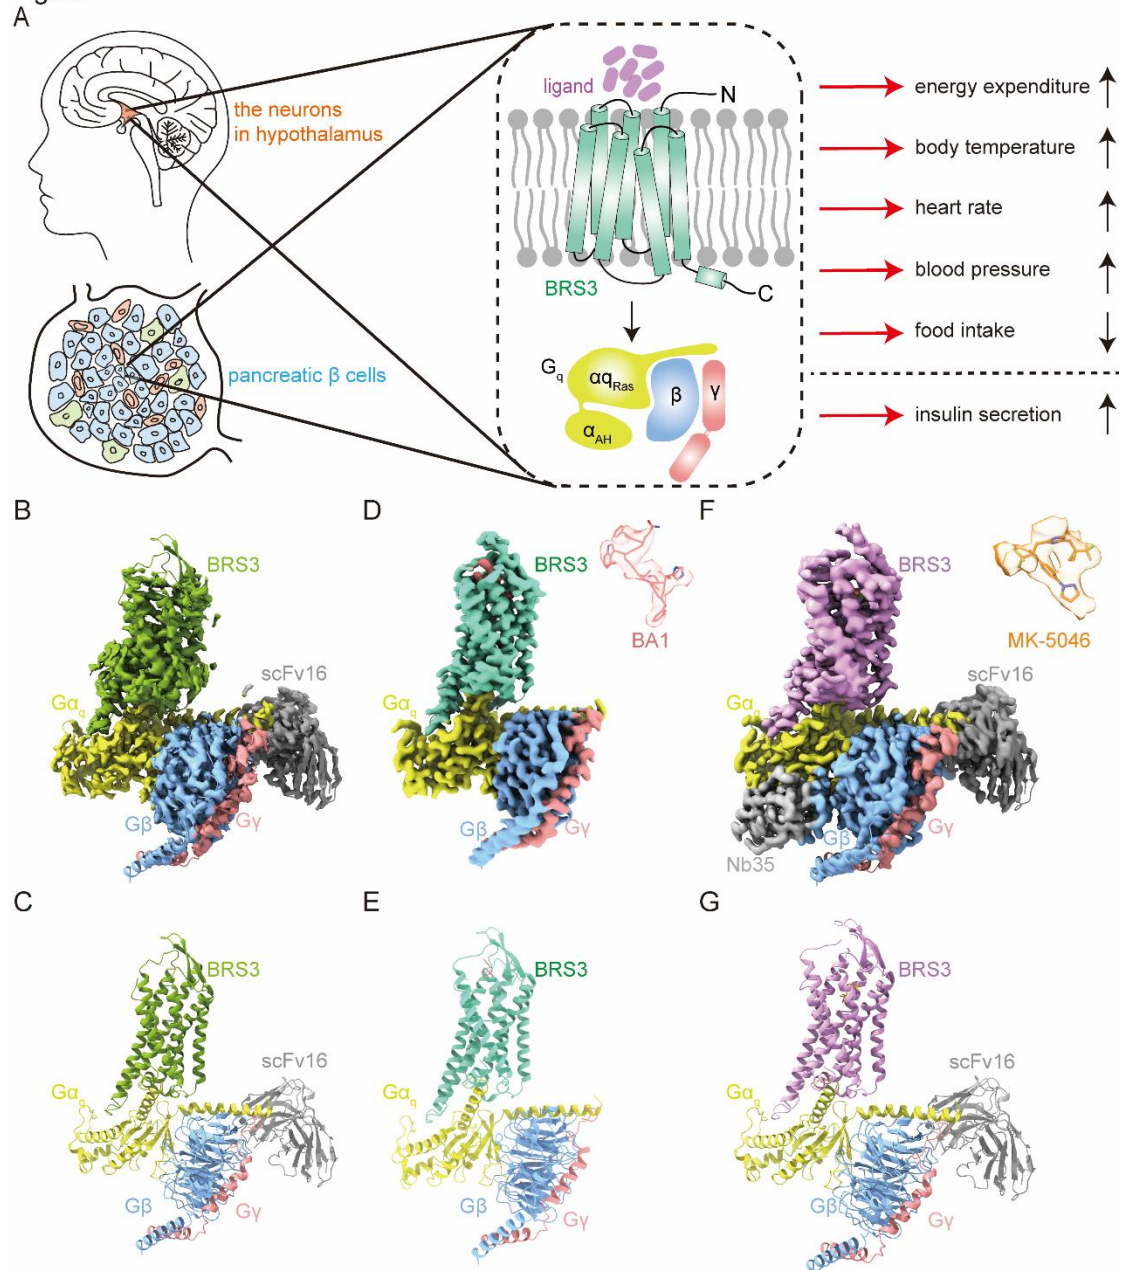 A
the neurons
in hypothalamus
pancreatic β cells
ligand
N
BRS3
C
Gq
αqRas
αAH
β
γ
energy expenditure
body temperature
heart rate
blood pressure
food intake
insulin secretion
B
BRS3
scFv16
Gαq
Gβ
Gγ
D
BRS3
BA1
Gβ
Gγ
F
BRS3
MK-5046
scFv16
Gαq
Gβ
Gγ
Nb35
C
BRS3
scFv16
Gαq
Gβ
Gγ
E
BRS3
Gαq
Gβ
Gγ
G
BRS3
scFv16
Gαq
Gβ
Gγ